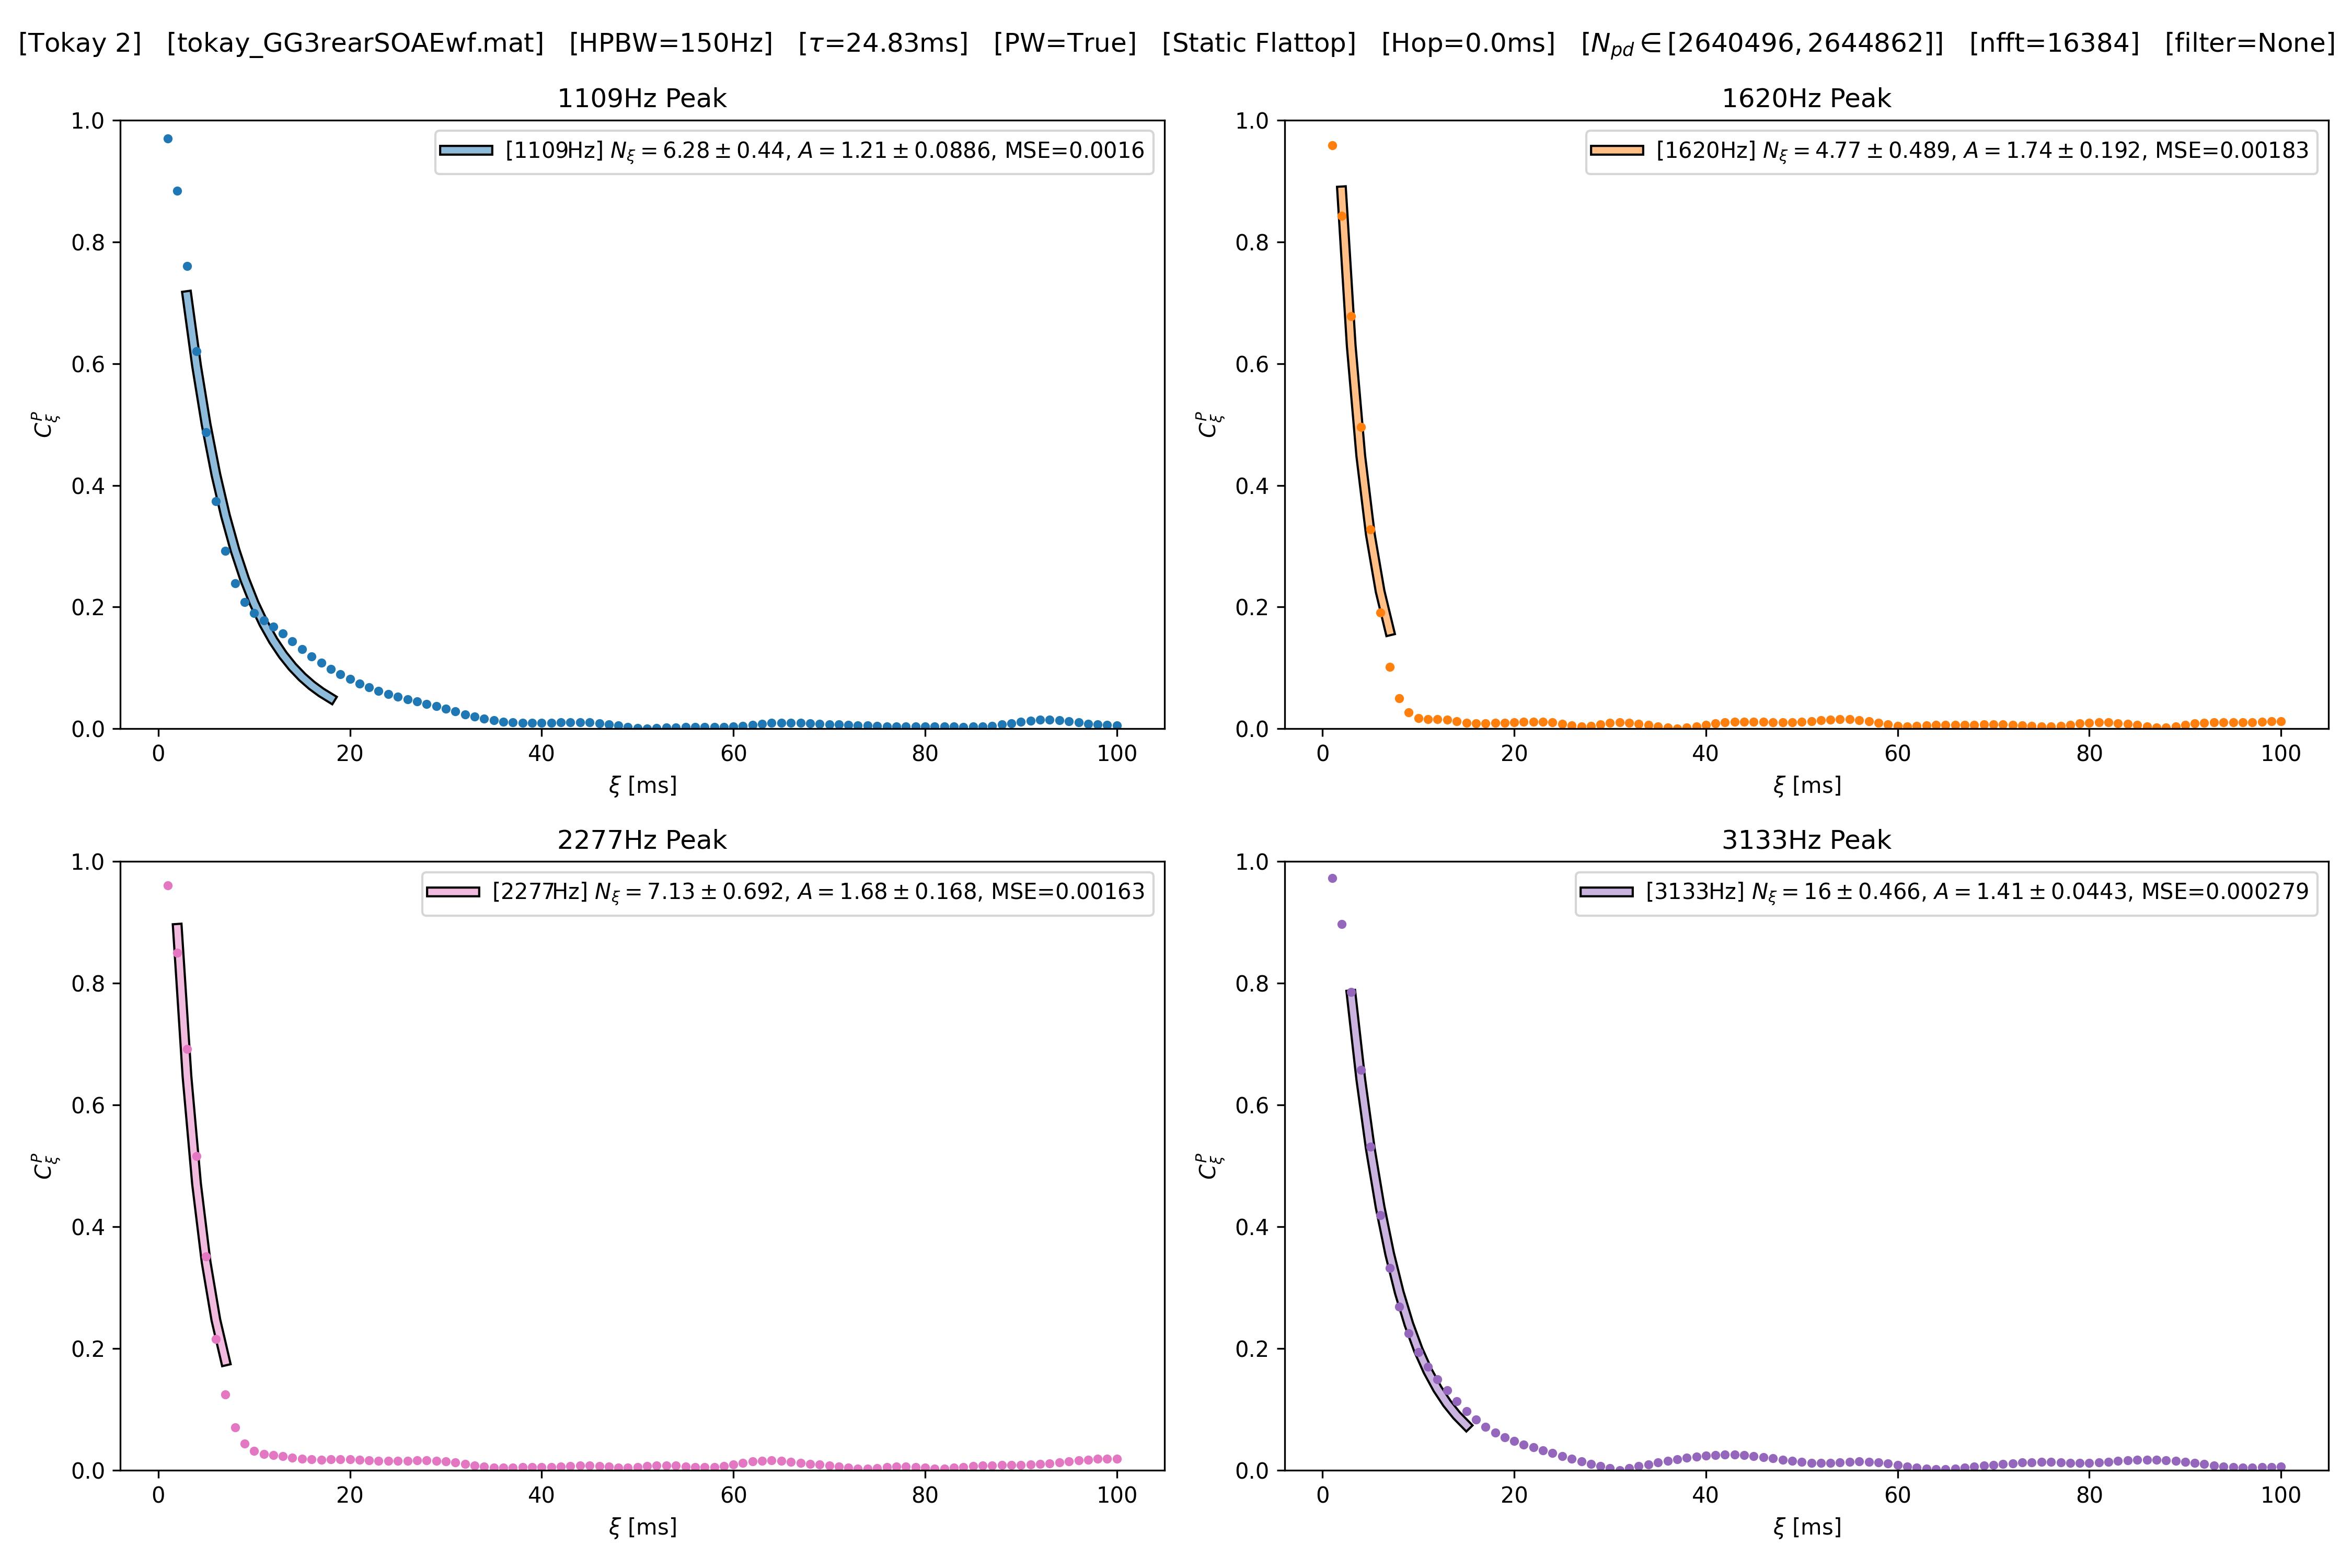 [Tokay 2] [tokay_GG3rearSOAEwf.mat] [HPBW=150Hz] [τ=24.83ms] [PW=True] [Static Flattop] [Hop=0.0ms] [N_pd ∈ [2640496, 2644862]] [nfft=16384] [filter=None]
1109Hz Peak
[1109Hz] N_ξ = 6.28 ± 0.44, A = 1.21 ± 0.0886, MSE=0.0016
1.0
0.8
0.6
0.4
0.2
0.0
C_ξ^P
0 20 40 60 80 100
ξ [ms]
1620Hz Peak
[1620Hz] N_ξ = 4.77 ± 0.489, A = 1.74 ± 0.192, MSE=0.00183
1.0
0.8
0.6
0.4
0.2
0.0
C_ξ^P
0 20 40 60 80 100
ξ [ms]
2277Hz Peak
[2277Hz] N_ξ = 7.13 ± 0.692, A = 1.68 ± 0.168, MSE=0.00163
1.0
0.8
0.6
0.4
0.2
0.0
C_ξ^P
0 20 40 60 80 100
ξ [ms]
3133Hz Peak
[3133Hz] N_ξ = 16 ± 0.466, A = 1.41 ± 0.0443, MSE=0.000279
1.0
0.8
0.6
0.4
0.2
0.0
C_ξ^P
0 20 40 60 80 100
ξ [ms]